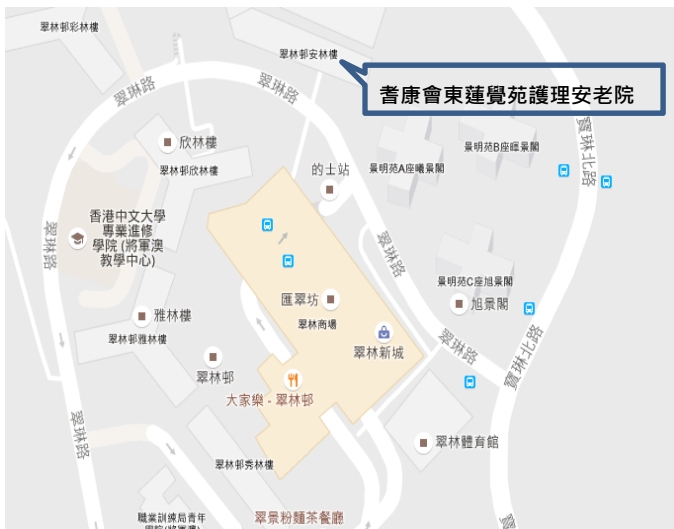 翠林邨彩林樓
翠林邨安林樓
翠琳路
翠琳路
耆康會東蓮覺苑護理安老院
寶琳北路
欣林樓
翠林邨欣林樓
的士站
景明苑A座曦景閣
景明苑B座暉景閣
香港中文大學
專業進修
學院 (將軍澳
教學中心)
翠琳路
翠琳路
景明苑C座旭景閣
旭景閣
雅林樓
翠林邨雅林樓
匯翠坊
翠林商場
翠林新城
翠琳路
寶琳北路
翠林邨
大家樂 - 翠林邨
翠琳路
翠林體育館
翠林邨秀林樓
職業訓練局青年
翠景粉麵茶餐廳